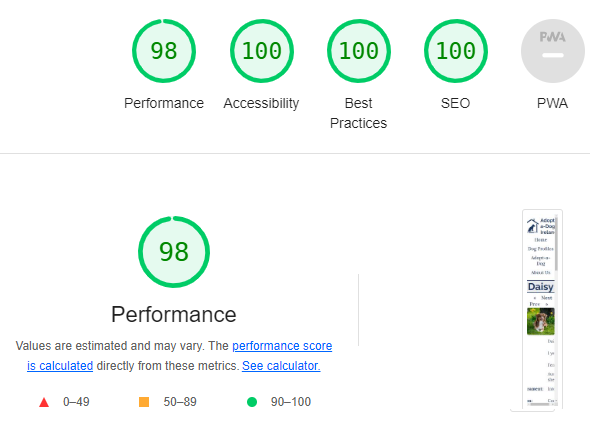 98
100
100
100
PWA
Performance
Accessibility
Best
Practices
SEO
PWA
98
Performance
Values are estimated and may vary. The performance score
is calculated directly from these metrics. See calculator.
0–49
50–89
90–100
Adopt
a-Dog
Ireland
Home
Dog Profiles
Adopt-a-
Dog
About Us
Daisy
« Next
Prev »